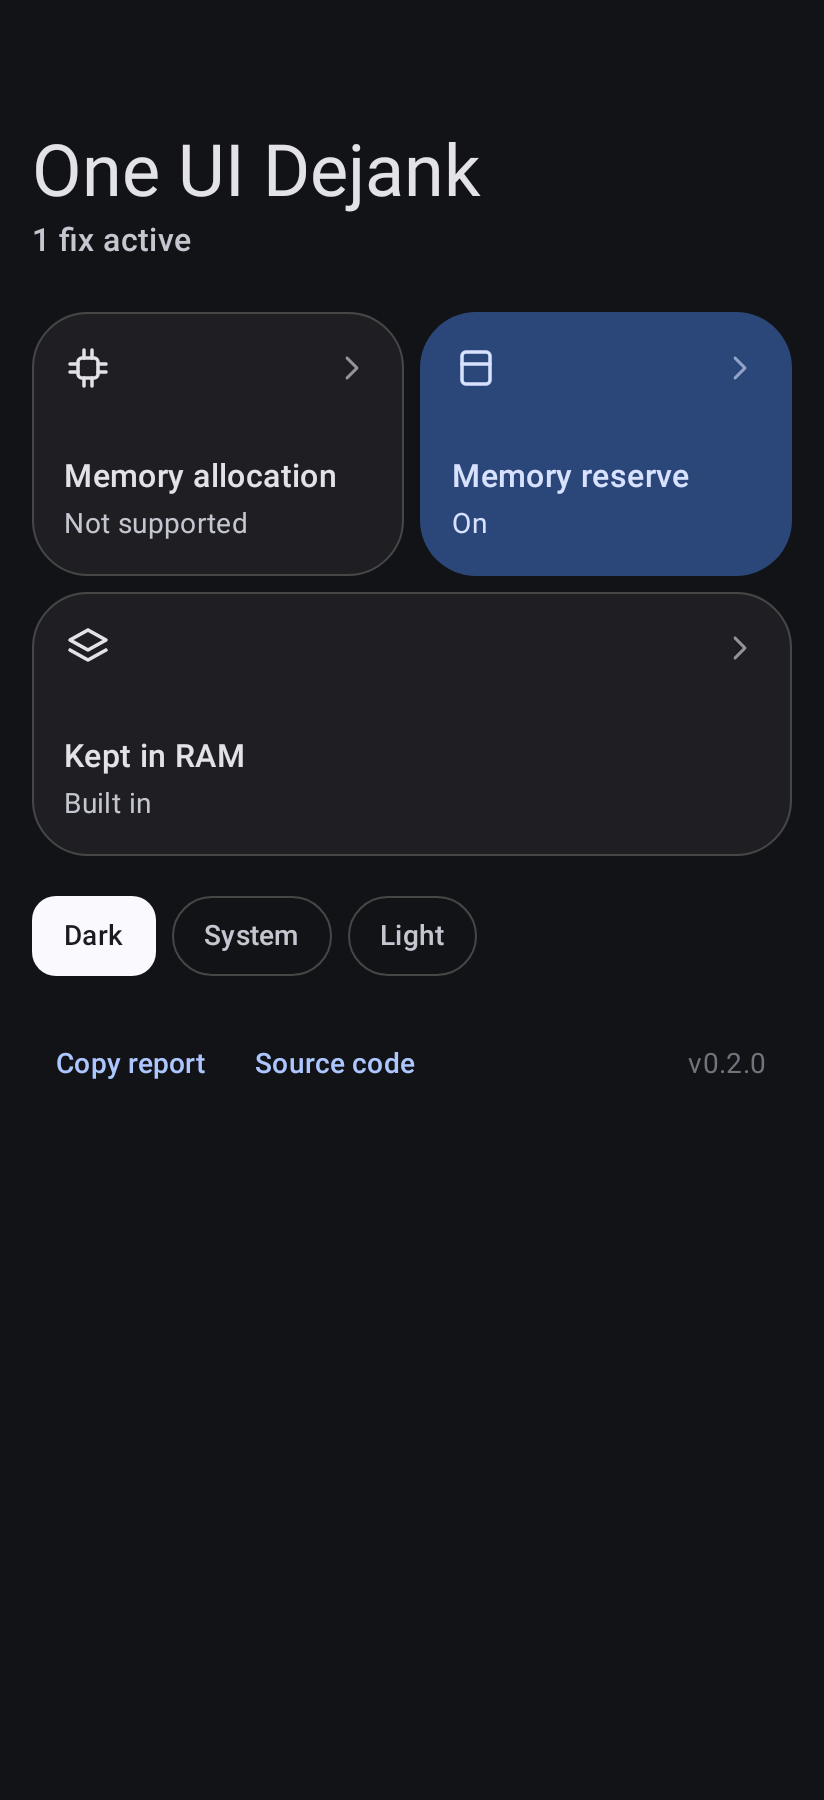 One UI Dejank
1 fix active
Memory allocation
Not supported
Memory reserve
On
Kept in RAM
Built in
Dark
System
Light
Copy report
Source code
v0.2.0